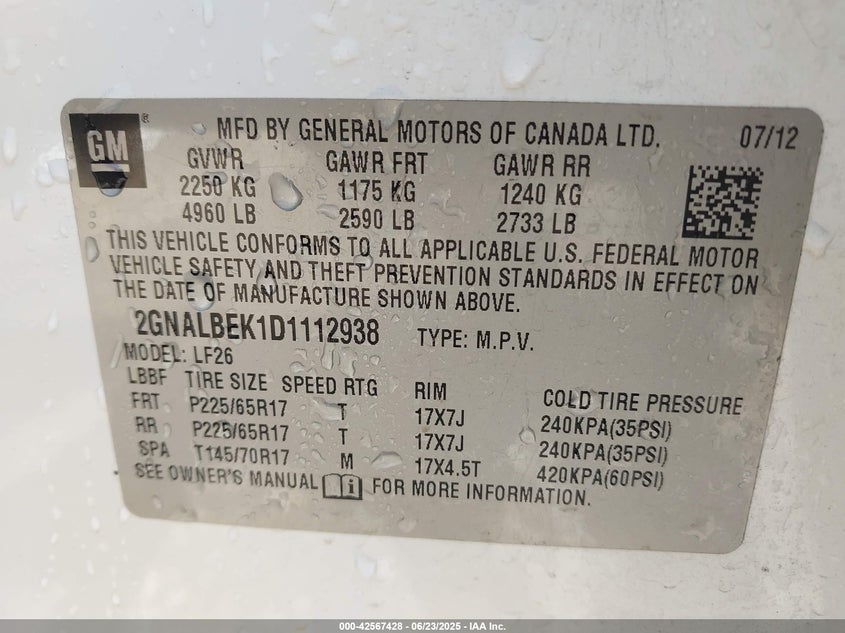 GM ®
MFD BY GENERAL MOTORS OF CANADA LTD. 07/12
GVWR GAWR FRT GAWR RR
2250 KG 1175 KG 1240 KG
4960 LB 2590 LB 2733 LB
THIS VEHICLE CONFORMS TO ALL APPLICABLE U.S. FEDERAL MOTOR
VEHICLE SAFETY AND THEFT PREVENTION STANDARDS IN EFFECT ON
THE DATE OF MANUFACTURE SHOWN ABOVE.
2GNALBEK1D1112938 TYPE: M.P.V.
MODEL: LF26
LBBF TIRE SIZE SPEED RTG RIM COLD TIRE PRESSURE
FRT P225/65R17 T 17X7J 240KPA(35PSI)
RR P225/65R17 T 17X7J 240KPA(35PSI)
SPA T145/70R17 M 17X4.5T 420KPA(60PSI)
SEE OWNER'S MANUAL i FOR MORE INFORMATION.
000-42567428 - 06/23/2025 - IAA Inc.